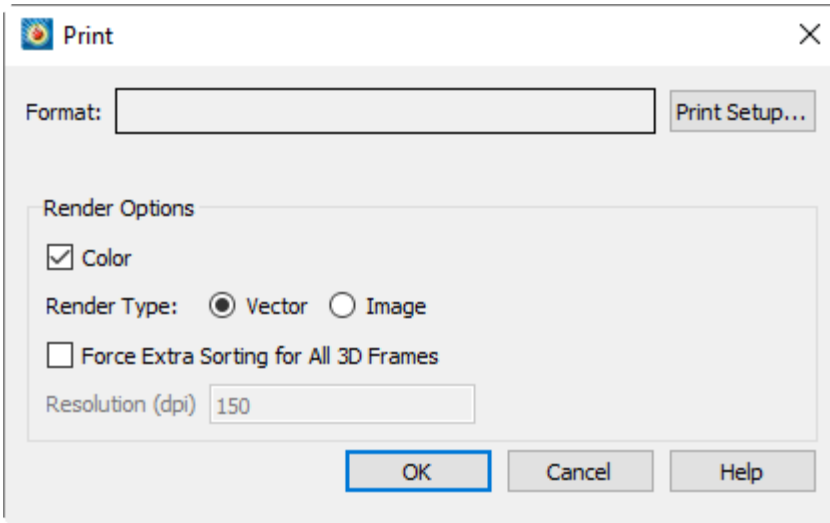 Print
Format: Print Setup...
Render Options
Color
Render Type: Vector Image
Force Extra Sorting for All 3D Frames
Resolution (dpi) 150
OK Cancel Help